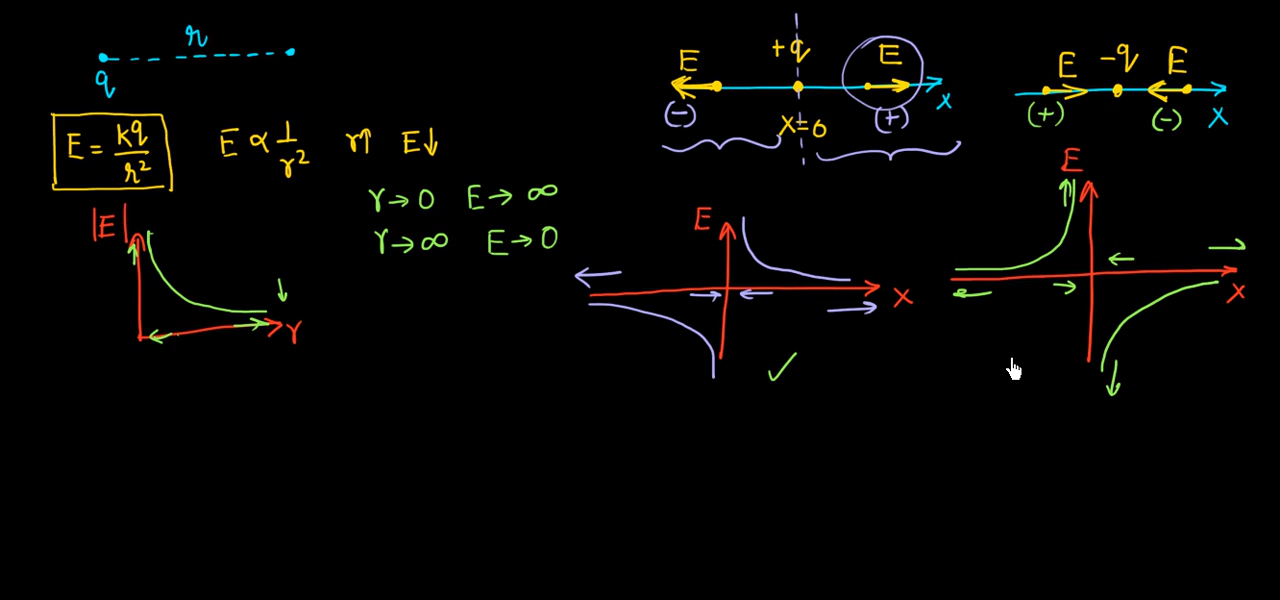 r
q
E = kq/r²
E ∝ 1/r² r↑ E↓
r → 0 E → ∞
r → ∞ E → 0
|E|
r
E +q E
x
(-) x=0 (+)
E -q E
(+) (-) x
E
x
✓
E
x